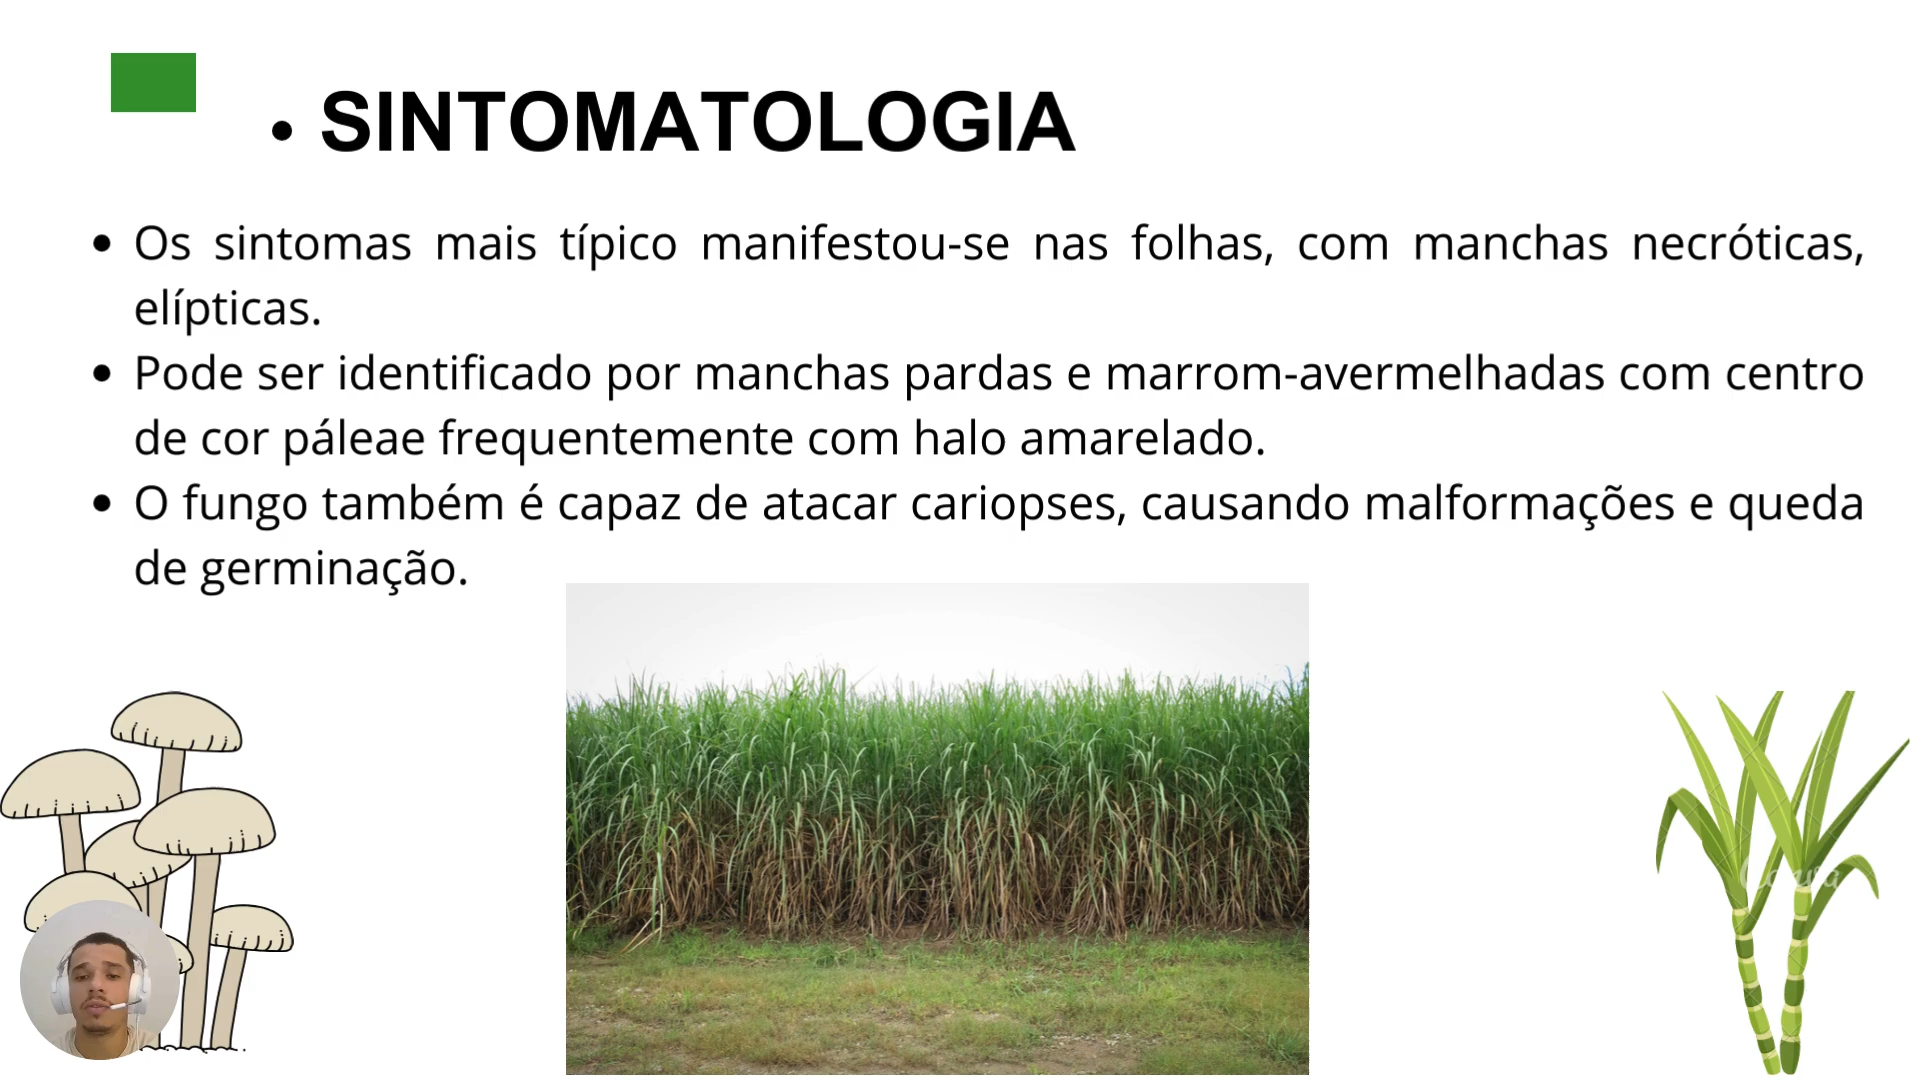 • SINTOMATOLOGIA
• Os sintomas mais típico manifestou-se nas folhas, com manchas necróticas,
elípticas.
• Pode ser identificado por manchas pardas e marrom-avermelhadas com centro
de cor páleae frequentemente com halo amarelado.
• O fungo também é capaz de atacar cariopses, causando malformações e queda
de germinação.
Canva